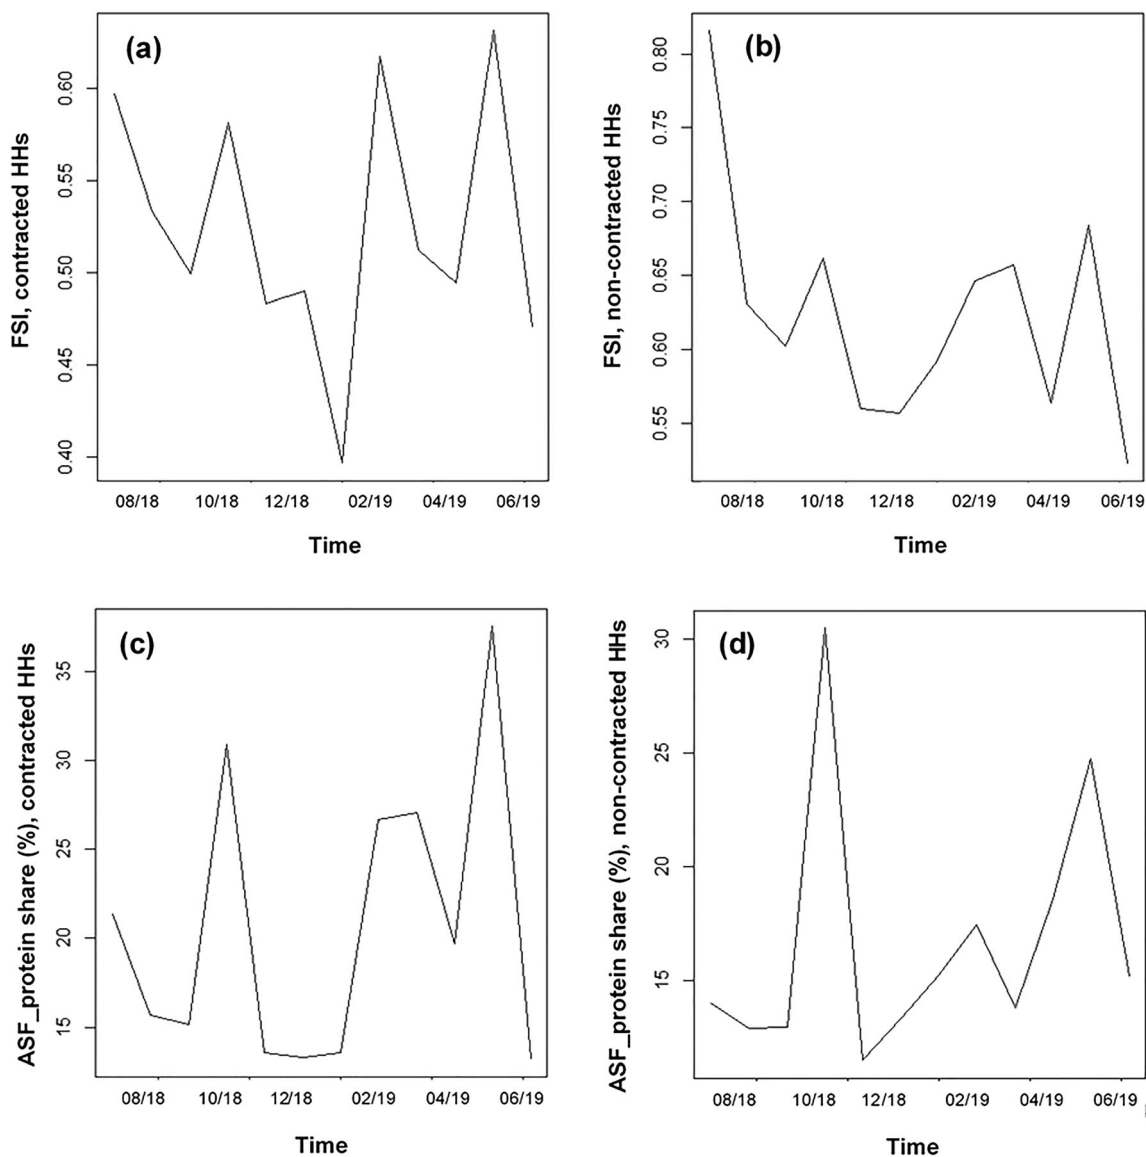 (a)
FSI, contracted HHs
0.60
0.55
0.50
0.45
0.40
08/18 10/18 12/18 02/19 04/19 06/19
Time
(b)
FSI, non-contracted HHs
0.80
0.75
0.70
0.65
0.60
0.55
08/18 10/18 12/18 02/19 04/19 06/19
Time
(c)
ASF_protein share (%), contracted HHs
35
30
25
20
15
08/18 10/18 12/18 02/19 04/19 06/19
Time
(d)
ASF_protein share (%), non-contracted HHs
30
25
20
15
08/18 10/18 12/18 02/19 04/19 06/19
Time